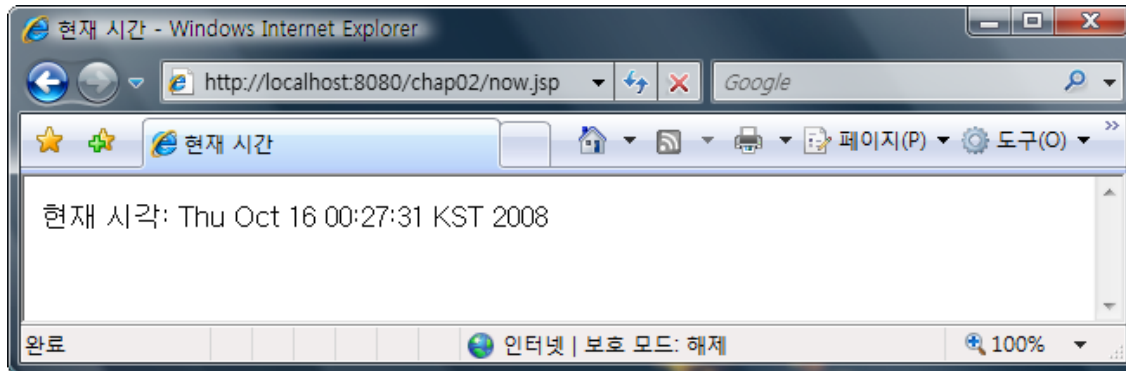 현재 시간 - Windows Internet Explorer
http://localhost:8080/chap02/now.jsp Google
현재 시간 페이지(P) 도구(O)
현재 시각: Thu Oct 16 00:27:31 KST 2008
완료 인터넷 | 보호 모드: 해제 100%